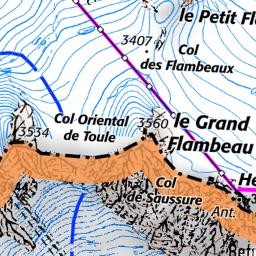 le Petit Fl
3407
Col
des Flambeaux
Col Oriental
de Toule
3534
3560
le Grand
Flambeau
He
Col
de Saussure
Ant.